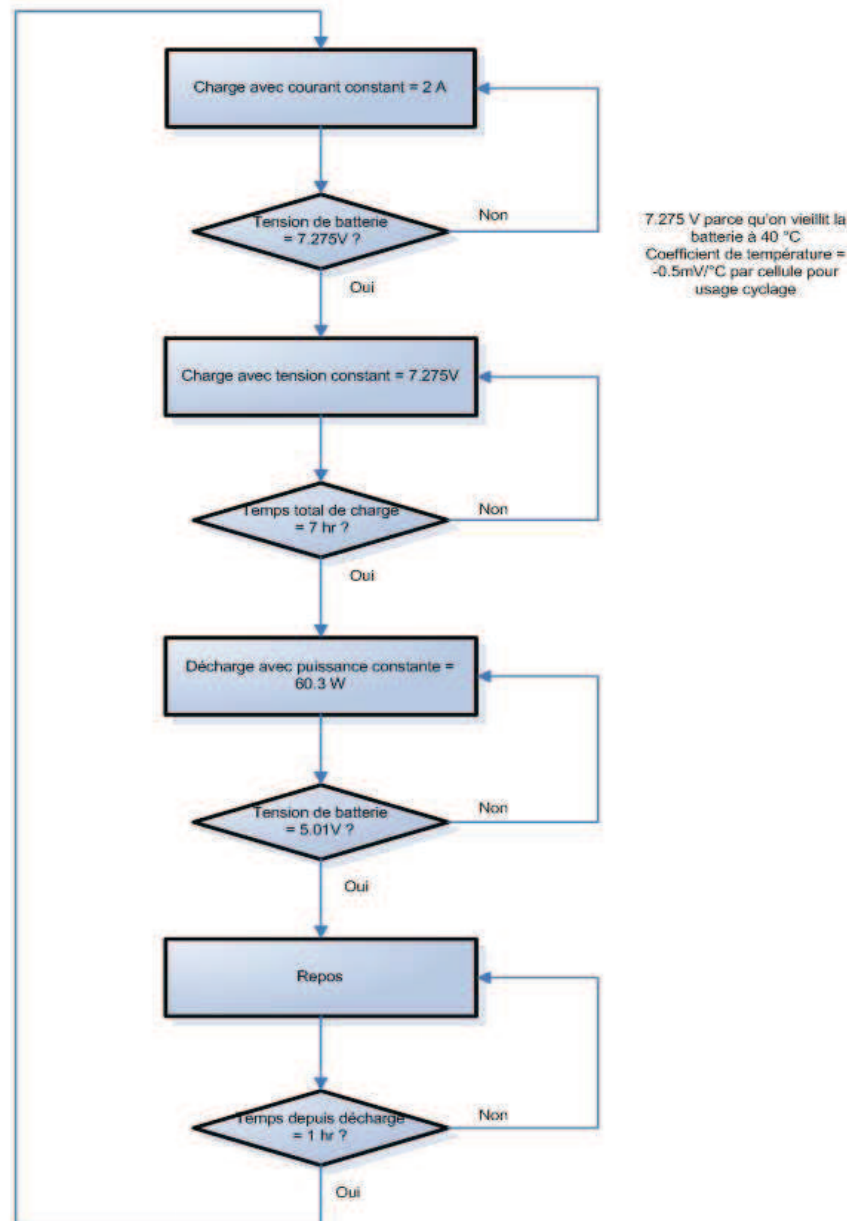 Charge avec courant constant = 2 A
Tension de batterie
= 7.275V ?
Non
Oui
7.275 V parce qu'on vieillit la
batterie à 40 °C
Coefficient de température =
-0.5mV/°C par cellule pour
usage cyclage
Charge avec tension constant = 7.275V
Temps total de charge
= 7 hr ?
Non
Oui
Décharge avec puissance constante =
60.3 W
Tension de batterie
= 5.01V ?
Non
Oui
Repos
Temps depuis décharge
= 1 hr ?
Non
Oui